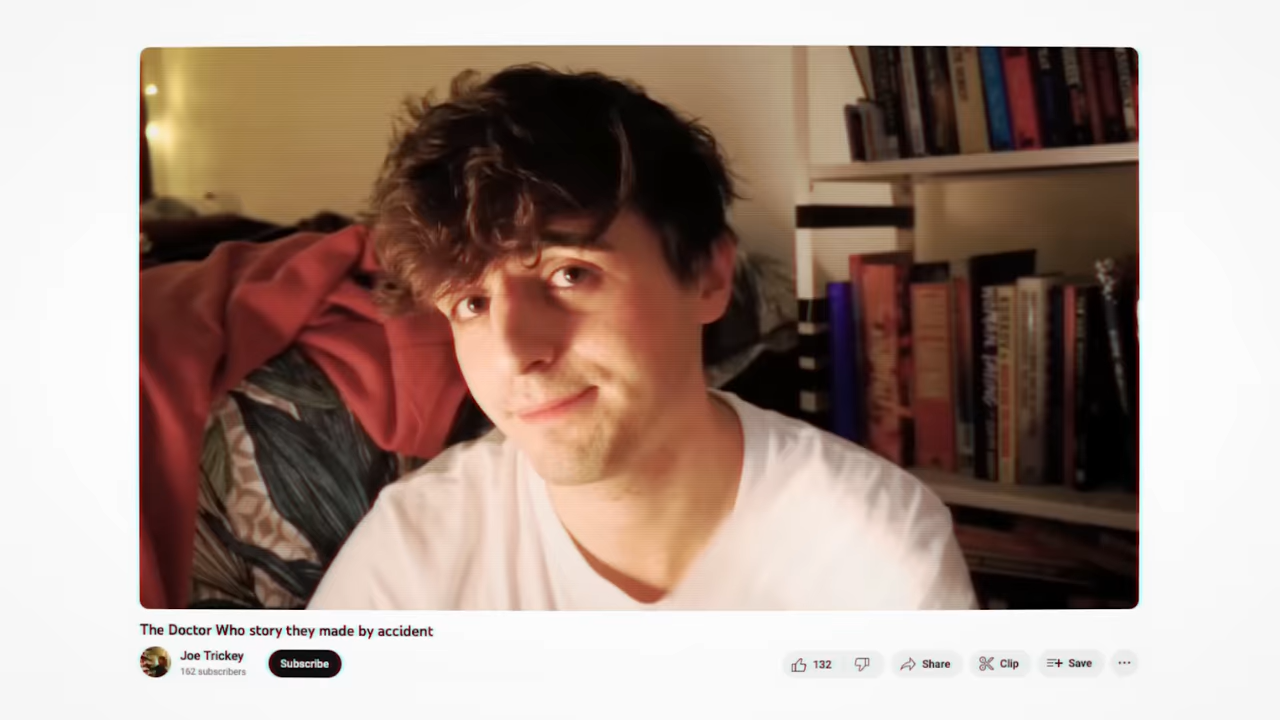 The Doctor Who story they made by accident
Joe Trickey
162 subscribers
Subscribe
132
Share
Clip
Save